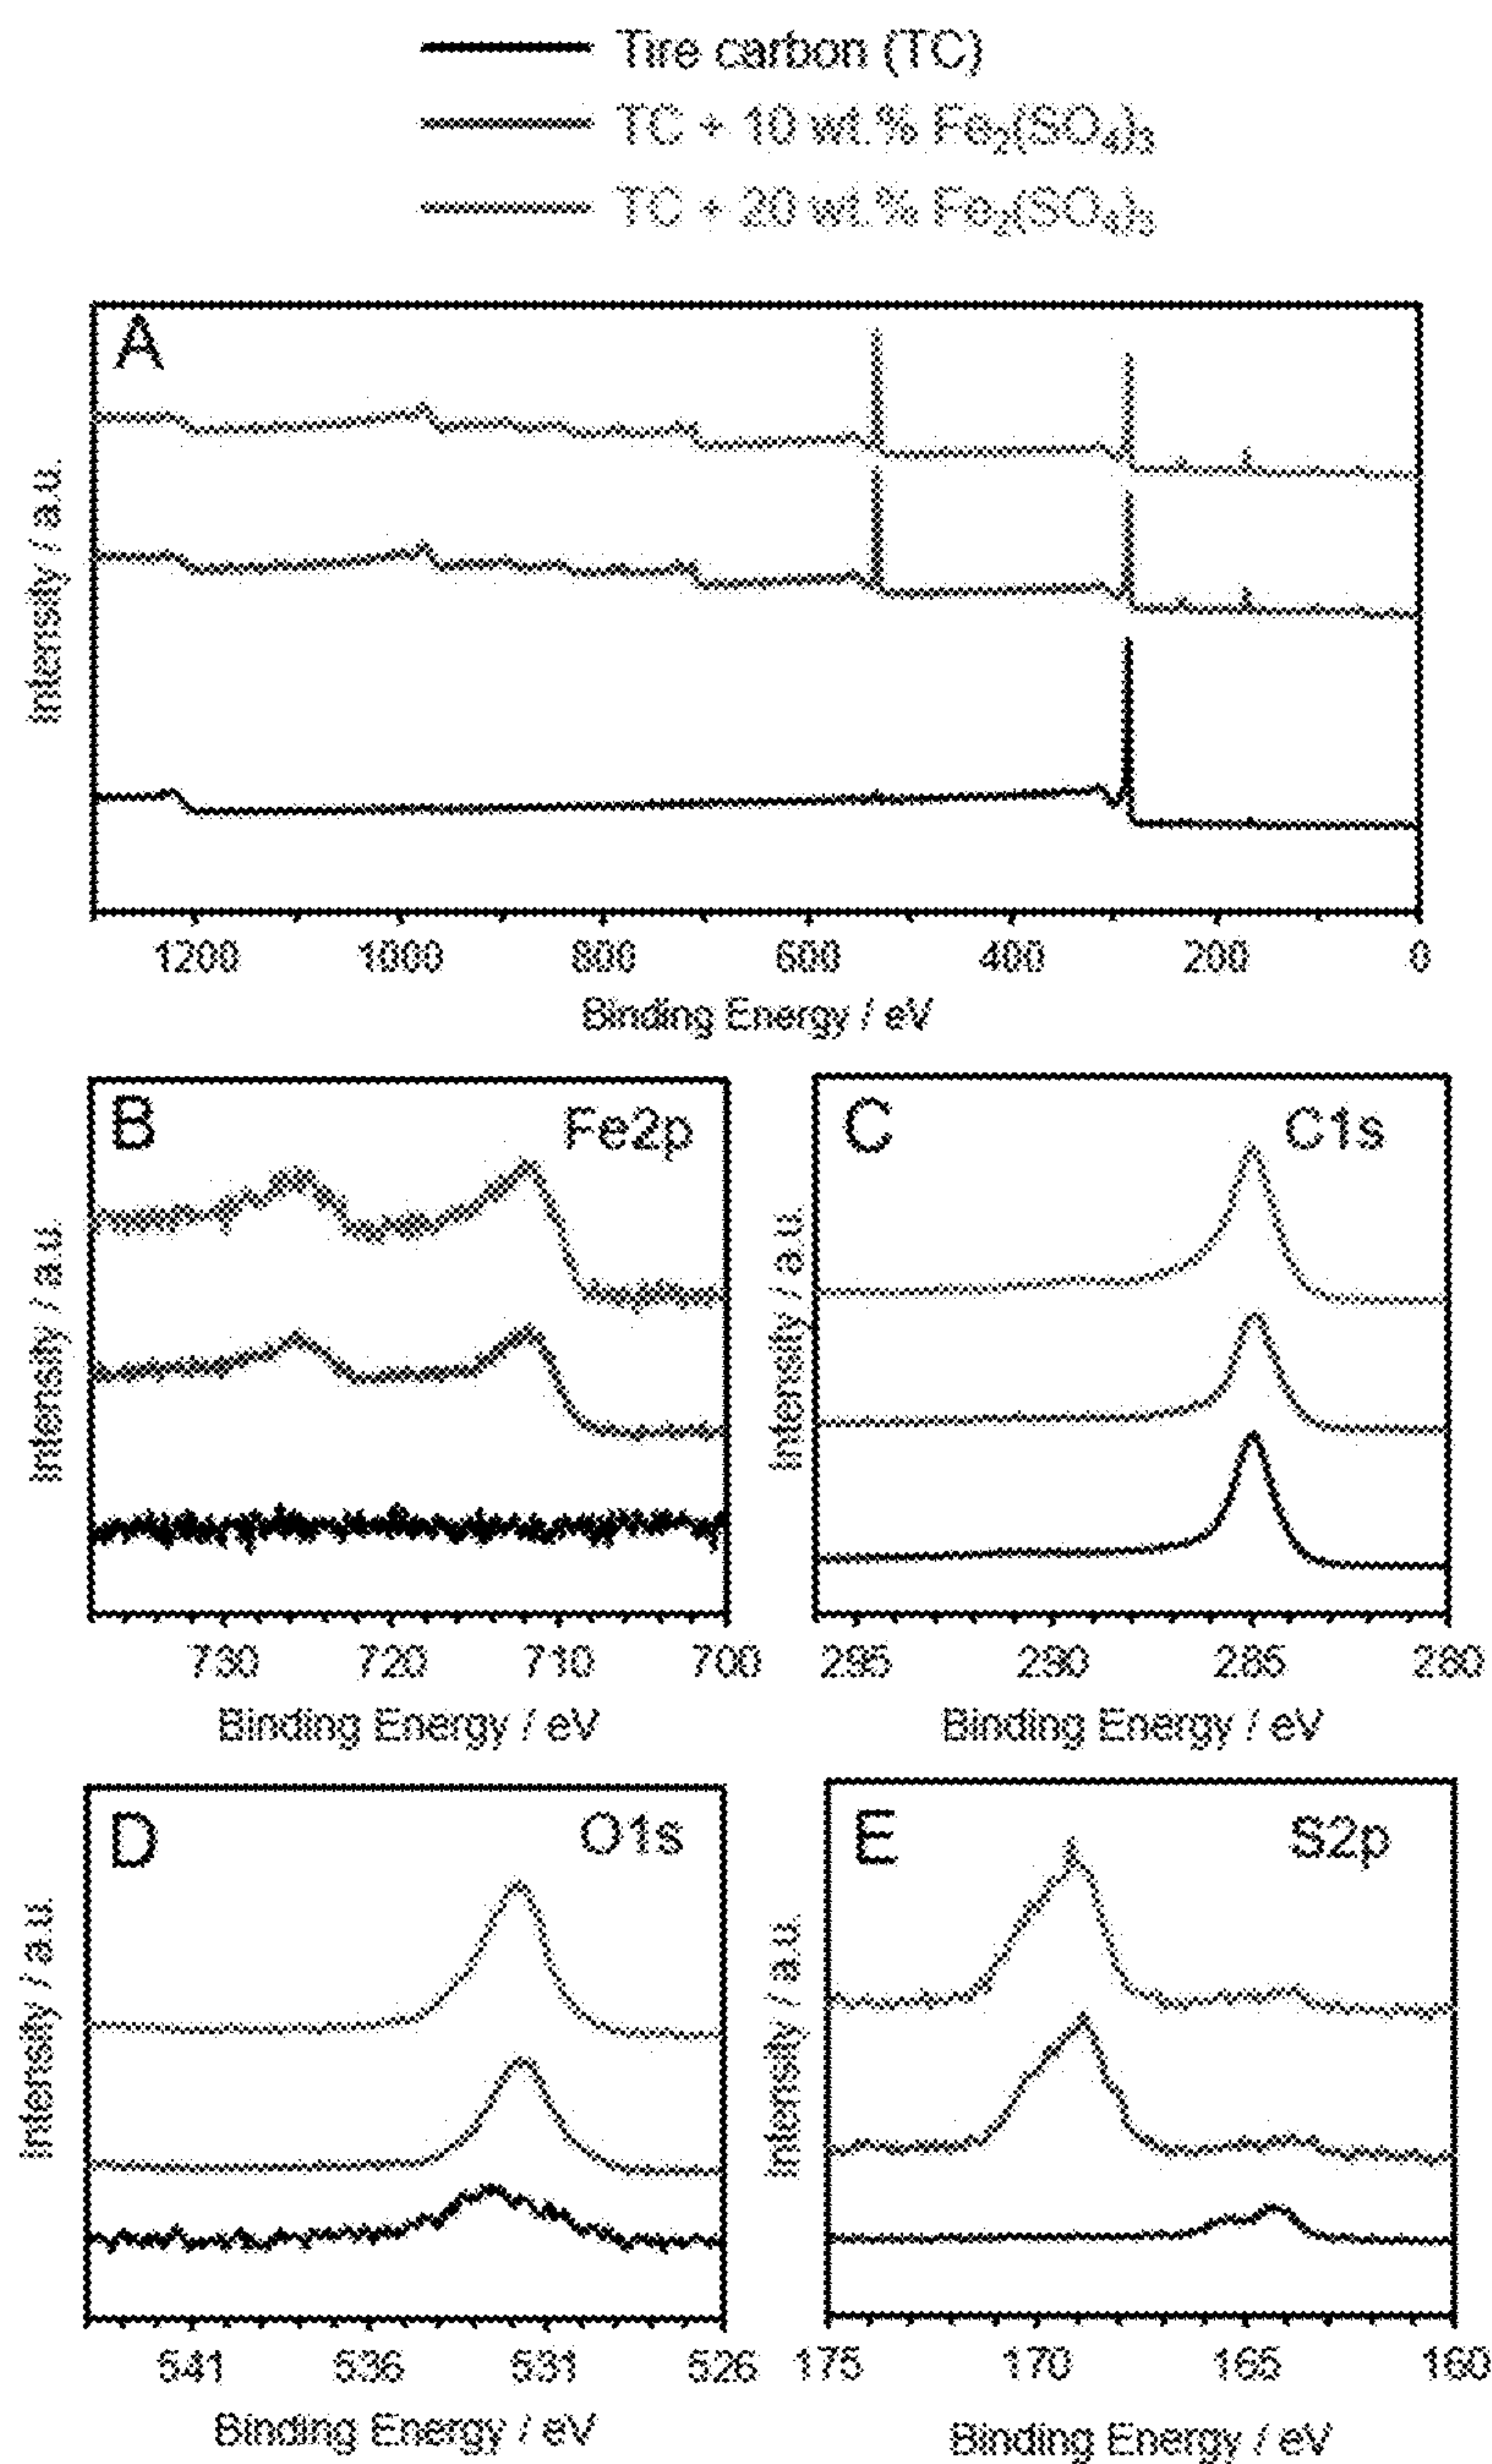 Tire carbon (TC)
TC + 10 wt.% Fe₂(SO₄)₃
TC + 20 wt.% Fe₂(SO₄)₃
A
Intensity / a.u.
1200 1000 800 600 400 200 0
Binding Energy / eV
B Fe2p
Intensity / a.u.
730 720 710 700
Binding Energy / eV
C C1s
Intensity / a.u.
295 290 285 280
Binding Energy / eV
D O1s
Intensity / a.u.
541 536 531 526
Binding Energy / eV
E S2p
Intensity / a.u.
175 170 165 160
Binding Energy / eV